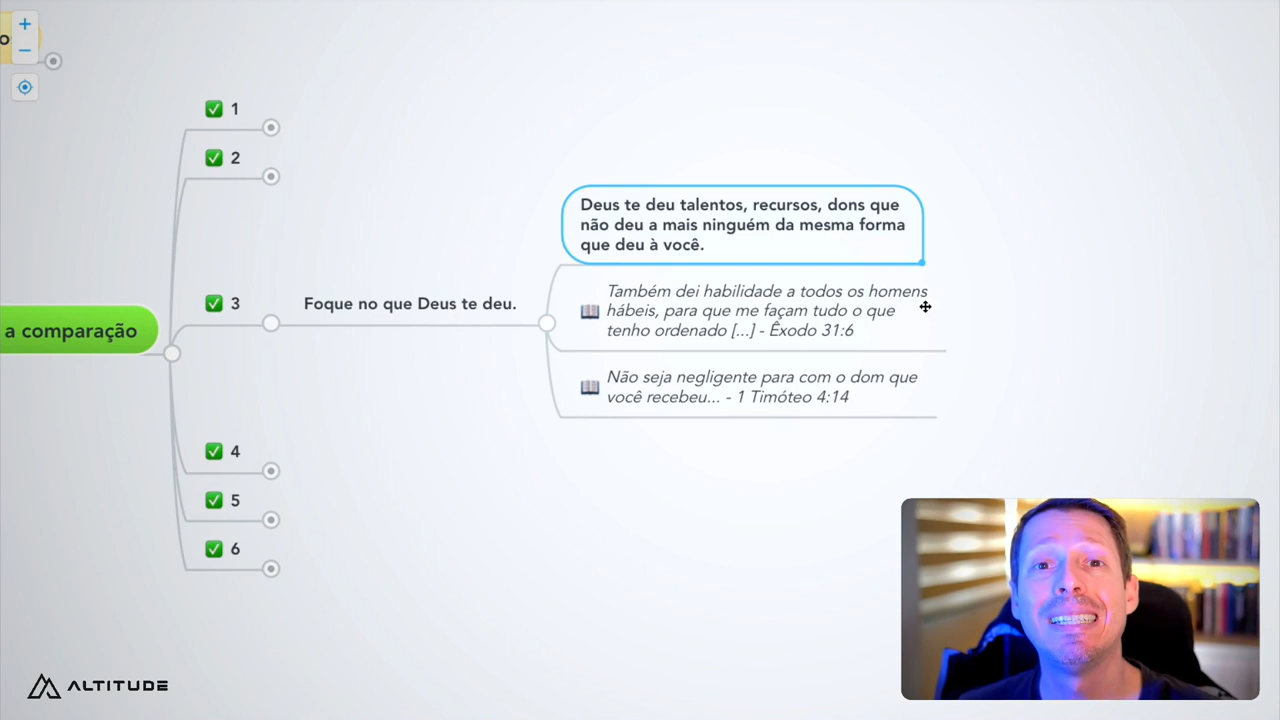 o
1
2
Deus te deu talentos, recursos, dons que
não deu a mais ninguém da mesma forma
que deu à você.
3
Foque no que Deus te deu.
Também dei habilidade a todos os homens
hábeis, para que me façam tudo o que
tenho ordenado [...] - Êxodo 31:6
a comparação
Não seja negligente para com o dom que
você recebeu... - 1 Timóteo 4:14
4
5
6
ALTITUDE